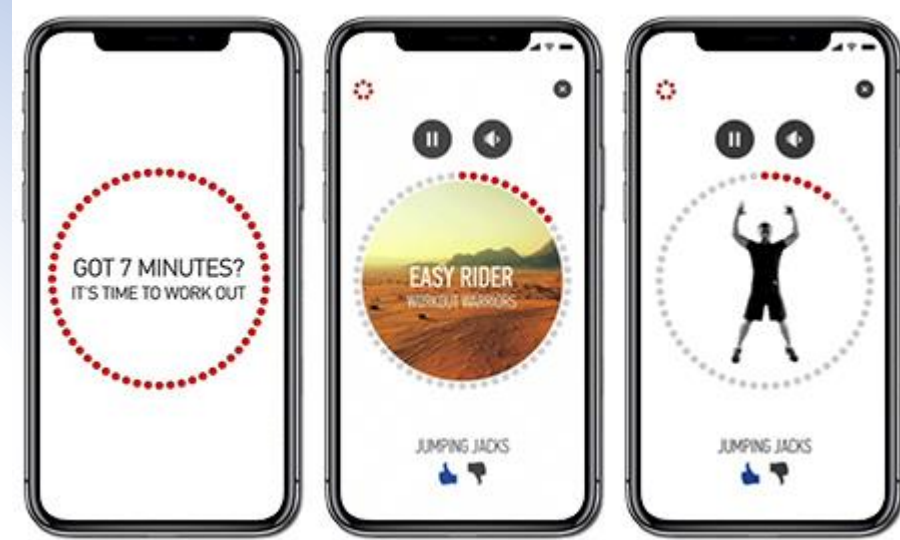 GOT 7 MINUTES?
IT'S TIME TO WORK OUT
EASY RIDER
WORKOUT WARRIORS
JUMPING JACKS
JUMPING JACKS